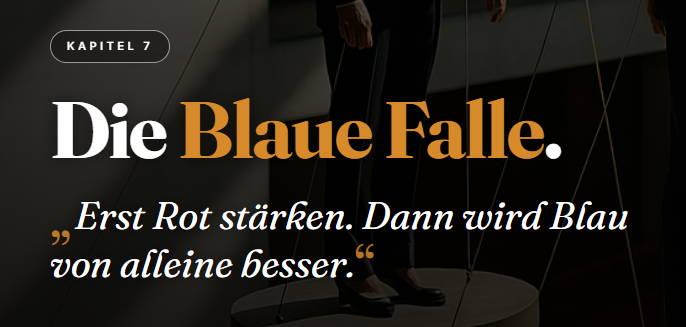 KAPITEL 7
Die Blaue Falle.
„Erst Rot stärken. Dann wird Blau
von alleine besser.“